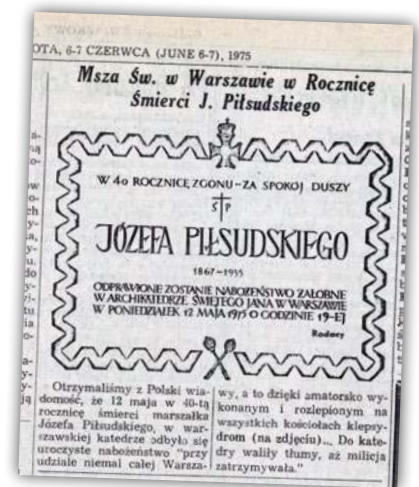 OTA, 6-7 CZERWCA (JUNE 6-7), 1975
Msza Św. w Warszawie w Rocznicę
Śmierci J. Piłsudskiego
W 40 ROCZNICĘ ZGONU-ZA SPOKÓJ DUSZY
Ś P
JÓZEFA PIŁSUDSKIEGO
1867-1935
ODPRAWIONE ZOSTANIE NABOŻEŃSTWO ŻAŁOBNE
W ARCHIKATEDRZE ŚWIĘTEGO JANA W WARSZAWIE
W PONIEDZIAŁEK 12 MAJA 1975 O GODZINIE 19-EJ
Rodacy
Otrzymaliśmy z Polski wia-
domość, że 12 maja w 40-tą
rocznicę śmierci marszałka
Józefa Piłsudskiego, w war-
szawskiej katedrze odbyło się
uroczyste nabożeństwo "przy
udziale niemal całej Warsza-
wy, a to dzięki amatorsko wy-
konanym i rozlepionym na
wszystkich kościołach klepsy-
drom (na zdjęciu)... Do kate-
dry waliły tłumy, aż milicja
zatrzymywała."